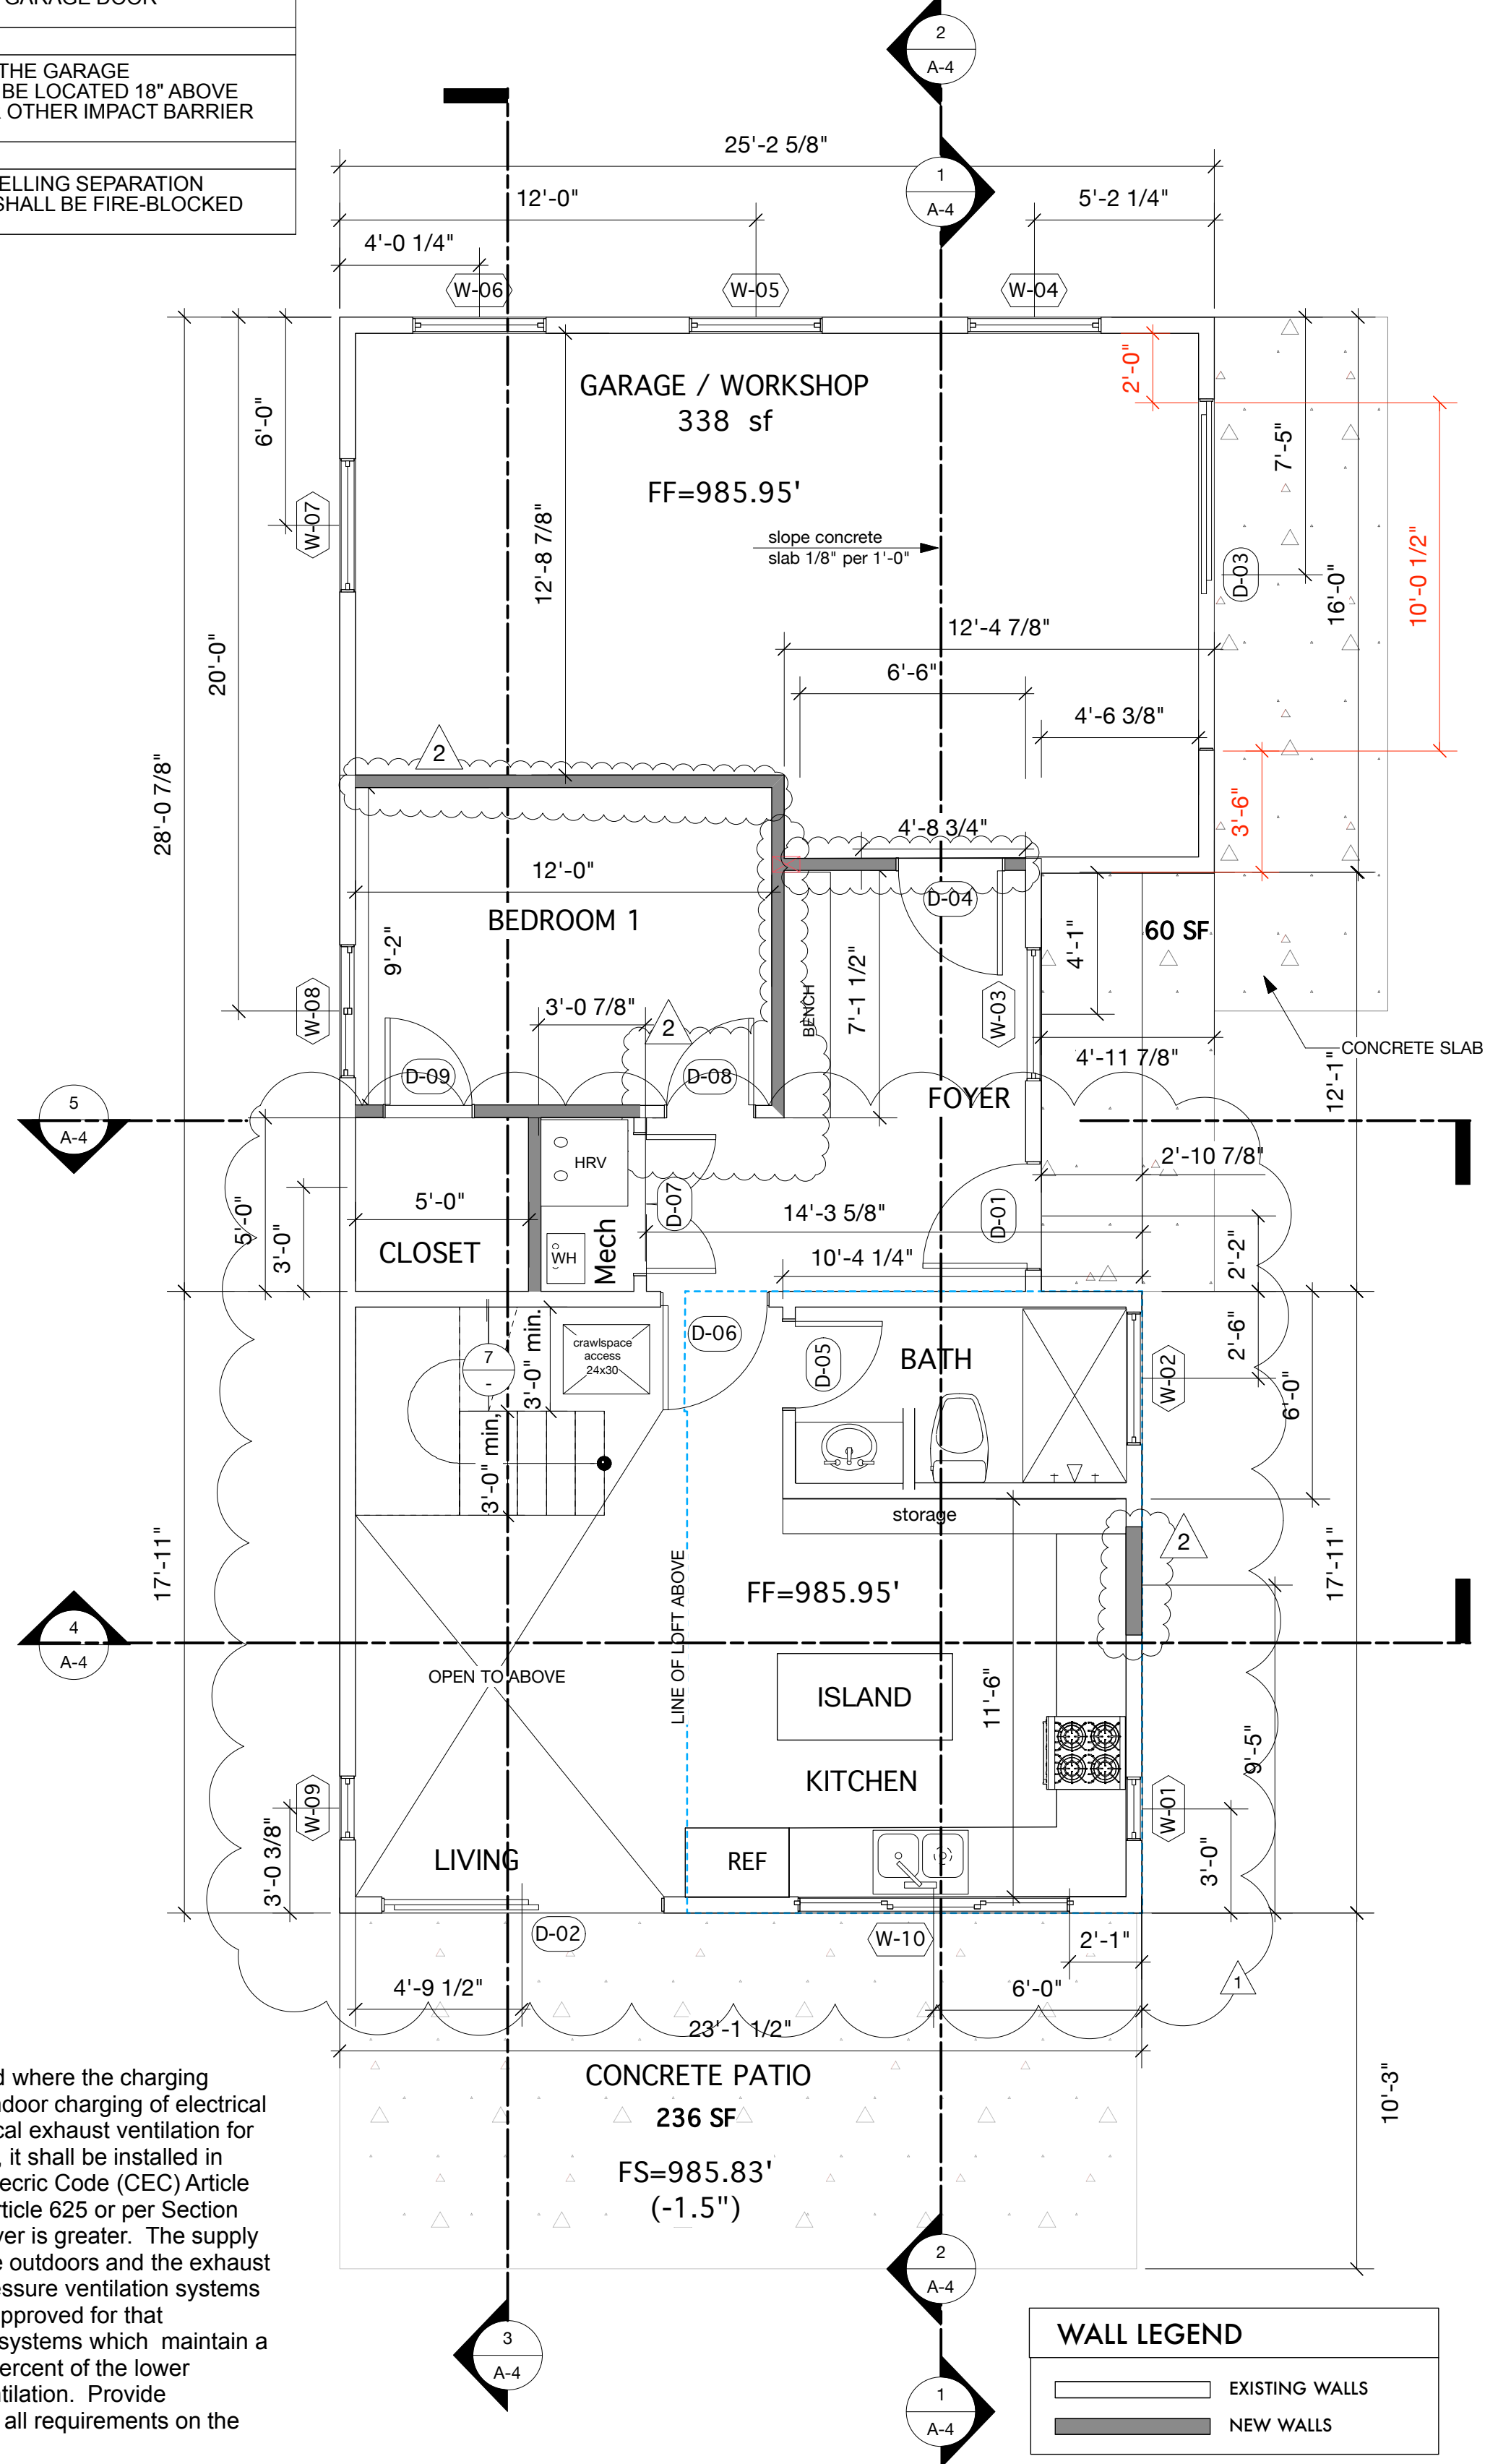 GARAGE DOOR
THE GARAGE
BE LOCATED 18" ABOVE
OTHER IMPACT BARRIER
ELLING SEPARATION
SHALL BE FIRE-BLOCKED
2
A-4
1
A-4
25'-2 5/8"
12'-0"
5'-2 1/4"
4'-0 1/4"
W-06
W-05
W-04
GARAGE / WORKSHOP
338 sf
FF=985.95'
slope concrete
slab 1/8" per 1'-0"
2'-0"
6'-0"
W-07
12'-8 7/8"
7'-5"
D-03
16'-0"
10'-0 1/2"
20'-0"
12'-4 7/8"
6'-6"
4'-6 3/8"
28'-0 7/8"
2
3'-6"
4'-8 3/4"
12'-0"
D-04
BEDROOM 1
9'-2"
60 SF
4'-1"
7'-1 1/2"
BENCH
W-08
W-03
3'-0 7/8"
2
4'-11 7/8"
CONCRETE SLAB
D-09
D-08
FOYER
12'-1"
5
A-4
HRV
2'-10 7/8"
5'-0"
D-07
14'-3 5/8"
D-01
5'-0"
3'-0"
CLOSET
WH
Mech
10'-4 1/4"
2'-2"
D-06
crawlspace
access
24x30
7
-
3'-0" min.
D-05
BATH
W-02
2'-6"
6'-0"
3'-0" min,
storage
2
17'-11"
17'-11"
LINE OF LOFT ABOVE
FF=985.95'
4
A-4
OPEN TO ABOVE
ISLAND
11'-6"
KITCHEN
9'-5"
W-09
W-01
3'-0 3/8"
3'-0"
LIVING
REF
D-02
W-10
2'-1"
4'-9 1/2"
6'-0"
1
23'-1 1/2"
CONCRETE PATIO
236 SF
FS=985.83'
(-1.5")
10'-3"
where the charging
door charging of electrical
cal exhaust ventilation for
, it shall be installed in
ecric Code (CEC) Article
rticle 625 or per Section
ver is greater. The supply
e outdoors and the exhaust
essure ventilation systems
pproved for that
systems which maintain a
ercent of the lower
ntilation. Provide
all requirements on the
2
A-4
3
A-4
1
A-4
WALL LEGEND
EXISTING WALLS
NEW WALLS